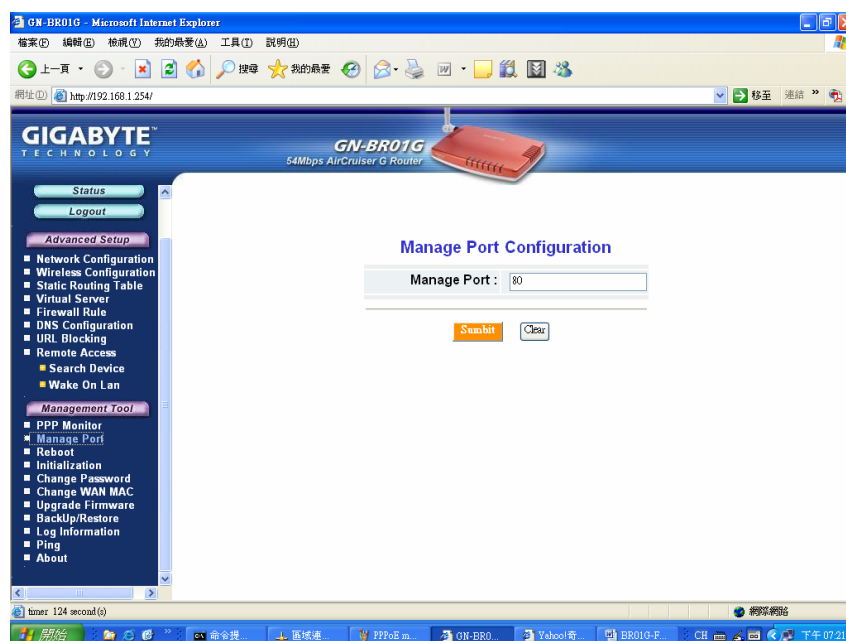 GN-BR01G - Microsoft Internet Explorer
檔案(F) 編輯(E) 檢視(V) 我的最愛(A) 工具(T) 說明(H)
上一頁 搜尋 我的最愛
網址(D) http://192.168.1.254/ 移至 連結 »
GIGABYTE™
TECHNOLOGY
GN-BR01G
54Mbps AirCruiser G Router
Status
Logout
Advanced Setup
Network Configuration
Wireless Configuration
Static Routing Table
Virtual Server
Firewall Rule
DNS Configuration
URL Blocking
Remote Access
Search Device
Wake On Lan
Management Tool
PPP Monitor
Manage Port
Reboot
Initialization
Change Password
Change WAN MAC
Upgrade Firmware
BackUp/Restore
Log Information
Ping
About
Manage Port Configuration
Manage Port : 80
Sumbit Clear
timer 124 second(s) 網際網路
開始 » 命令提... 區域連... PPPoE m... GN-BR0... Yahoo!奇... BR01G-F... CH 下午 07:21